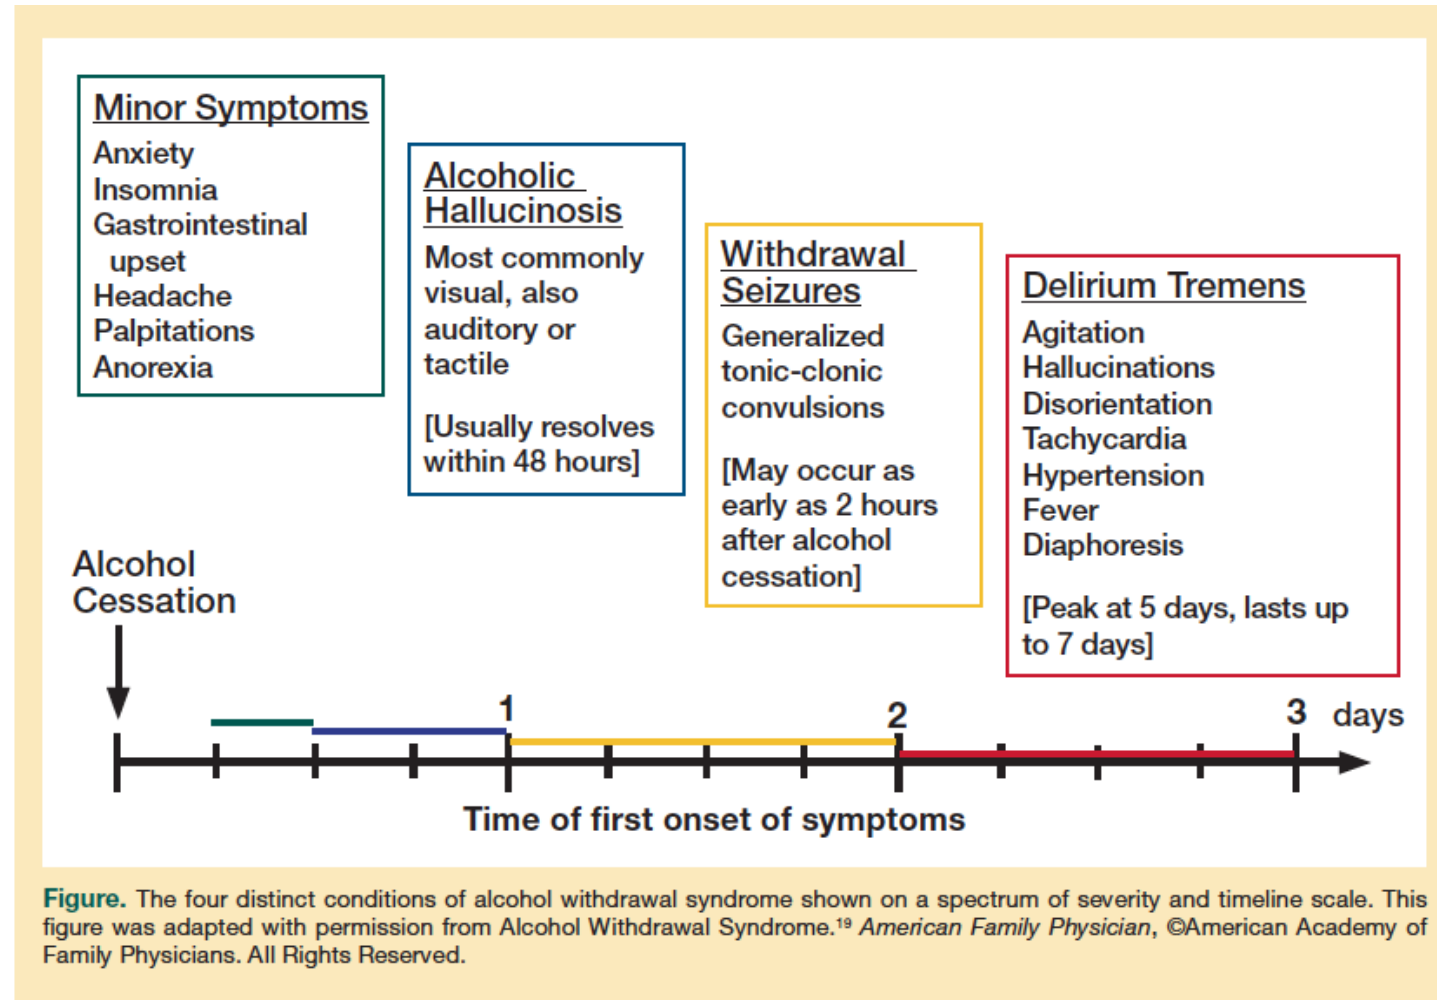 Minor Symptoms
Anxiety
Insomnia
Gastrointestinal
upset
Headache
Palpitations
Anorexia
Alcoholic
Hallucinosis
Most commonly
visual, also
auditory or
tactile
[Usually resolves
within 48 hours]
Withdrawal
Seizures
Generalized
tonic-clonic
convulsions
[May occur as
early as 2 hours
after alcohol
cessation]
Delirium Tremens
Agitation
Hallucinations
Disorientation
Tachycardia
Hypertension
Fever
Diaphoresis
[Peak at 5 days, lasts up
to 7 days]
Alcohol
Cessation
1 2 3 days
Time of first onset of symptoms
Figure. The four distinct conditions of alcohol withdrawal syndrome shown on a spectrum of severity and timeline scale. This
figure was adapted with permission from Alcohol Withdrawal Syndrome.¹⁹ American Family Physician, ©American Academy of
Family Physicians. All Rights Reserved.